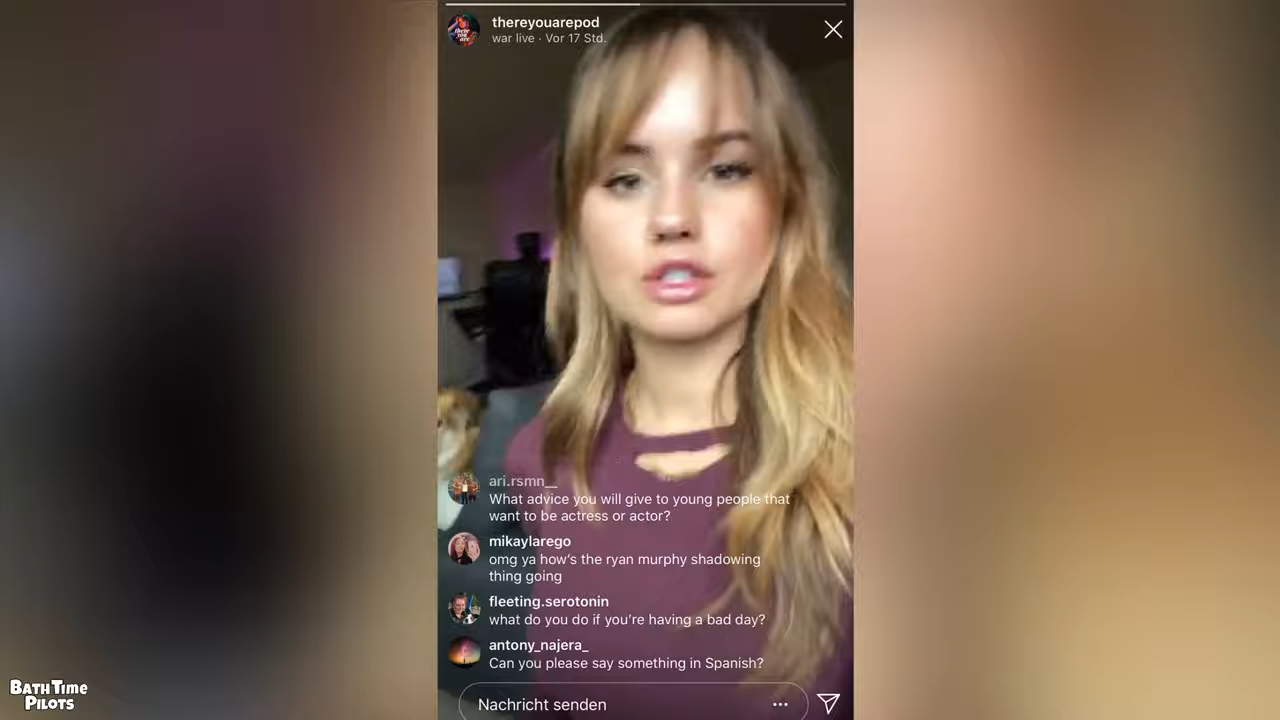 thereyouarepod
war live · Vor 17 Std.
ari.rsmn__
What advice you will give to young people that
want to be actress or actor?
mikaylarego
omg ya how’s the ryan murphy shadowing
thing going
fleeting.serotonin
what do you do if you’re having a bad day?
antony_najera_
Can you please say something in Spanish?
Nachricht senden
BATH TIME
PILOTS